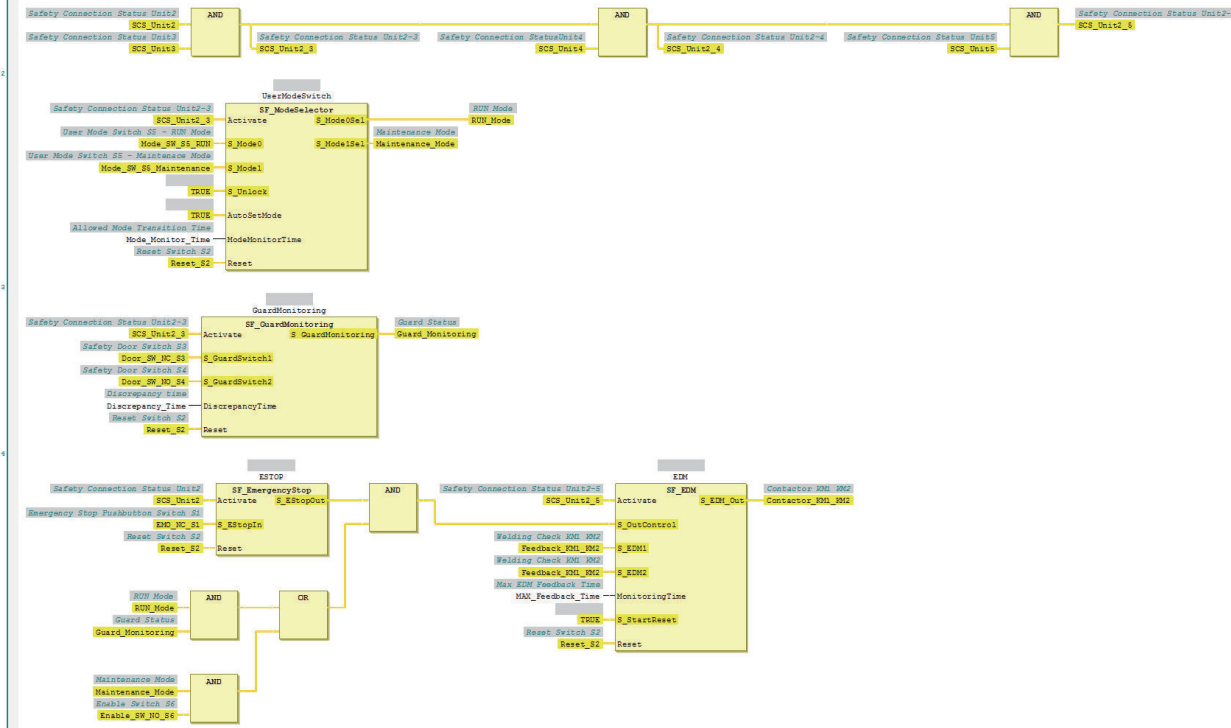 Safety Connection Status Unit2
SCS_Unit2
Safety Connection Status Unit3
SCS_Unit3
AND
Safety Connection Status Unit2-3
SCS_Unit2_3
Safety Connection StatusUnit4
SCS_Unit4
AND
Safety Connection Status Unit2-4
SCS_Unit2_4
Safety Connection Status Unit5
SCS_Unit5
AND
Safety Connection Status Unit2-
SCS_Unit2_5
2
UserModeSwitch
SF_ModeSelector
Safety Connection Status Unit2-3
SCS_Unit2_3
Activate
S_Mode0Sel
RUN Mode
RUN_Mode
User Mode Switch S5 - RUN Mode
Mode_SW_S5_RUN
S_Mode0
S_Mode1Sel
Maintenance Mode
Maintenance_Mode
User Mode Switch S5 - Maintenace Mode
Mode_SW_S5_Maintenance
S_Mode1
TRUE
S_Unlock
TRUE
AutoSetMode
Allowed Mode Transition Time
Mode_Monitor_Time
ModeMonitorTime
Reset Switch S2
Reset_S2
Reset
3
GuardMonitoring
SF_GuardMonitoring
Safety Connection Status Unit2-3
SCS_Unit2_3
Activate
S_GuardMonitoring
Guard Status
Guard_Monitoring
Safety Door Switch S3
Door_SW_NC_S3
S_GuardSwitch1
Safety Door Switch S4
Door_SW_NO_S4
S_GuardSwitch2
Discrepancy time
Discrepancy_Time
DiscrepancyTime
Reset Switch S2
Reset_S2
Reset
4
ESTOP
SF_EmergencyStop
Safety Connection Status Unit2
SCS_Unit2
Activate
S_EStopOut
Emergency Stop Pushbutton Switch S1
EMO_NC_S1
S_EStopIn
Reset Switch S2
Reset_S2
Reset
AND
RUN Mode
RUN_Mode
Guard Status
Guard_Monitoring
AND
OR
Maintenance Mode
Maintenance_Mode
Enable Switch S6
Enable_SW_NO_S6
AND
EDM
SF_EDM
Safety Connection Status Unit2-5
SCS_Unit2_5
Activate
S_EDM_Out
Contactor KM1 KM2
Contactor_KM1_KM2
S_OutControl
Welding Check KM1 KM2
Feedback_KM1_KM2
S_EDM1
Welding Check KM1 KM2
Feedback_KM1_KM2
S_EDM2
Max EDM Feedback Time
MAX_Feedback_Time
MonitoringTime
TRUE
S_StartReset
Reset Switch S2
Reset_S2
Reset